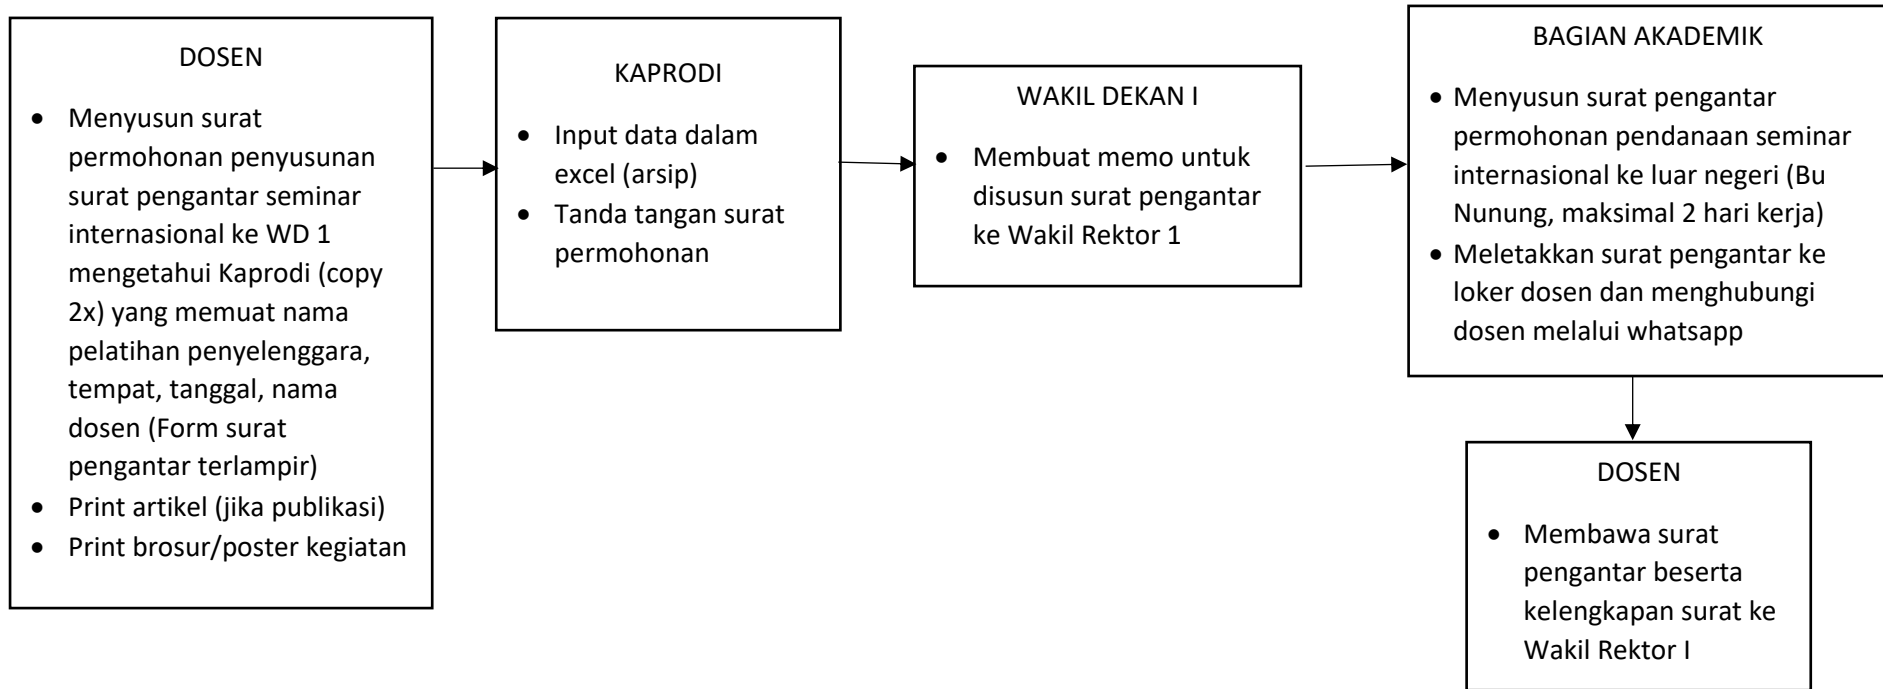 DOSEN
• Menyusun surat
permohonan penyusunan
surat pengantar seminar
internasional ke WD 1
mengetahui Kaprodi (copy
2x) yang memuat nama
pelatihan penyelenggara,
tempat, tanggal, nama
dosen (Form surat
pengantar terlampir)
• Print artikel (jika publikasi)
• Print brosur/poster kegiatan
KAPRODI
• Input data dalam
excel (arsip)
• Tanda tangan surat
permohonan
WAKIL DEKAN I
• Membuat memo untuk
disusun surat pengantar
ke Wakil Rektor 1
BAGIAN AKADEMIK
• Menyusun surat pengantar
permohonan pendanaan seminar
internasional ke luar negeri (Bu
Nunung, maksimal 2 hari kerja)
• Meletakkan surat pengantar ke
loker dosen dan menghubungi
dosen melalui whatsapp
DOSEN
• Membawa surat
pengantar beserta
kelengkapan surat ke
Wakil Rektor I